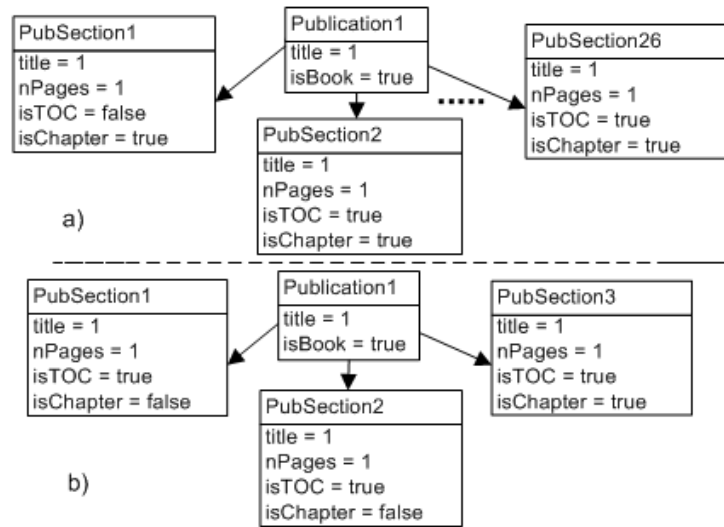 PubSection1
title = 1
nPages = 1
isTOC = false
isChapter = true
Publication1
title = 1
isBook = true
PubSection26
title = 1
nPages = 1
isTOC = true
isChapter = true
PubSection2
title = 1
nPages = 1
isTOC = true
isChapter = true
a)
PubSection1
title = 1
nPages = 1
isTOC = true
isChapter = false
Publication1
title = 1
isBook = true
PubSection3
title = 1
nPages = 1
isTOC = true
isChapter = true
PubSection2
title = 1
nPages = 1
isTOC = true
isChapter = false
b)